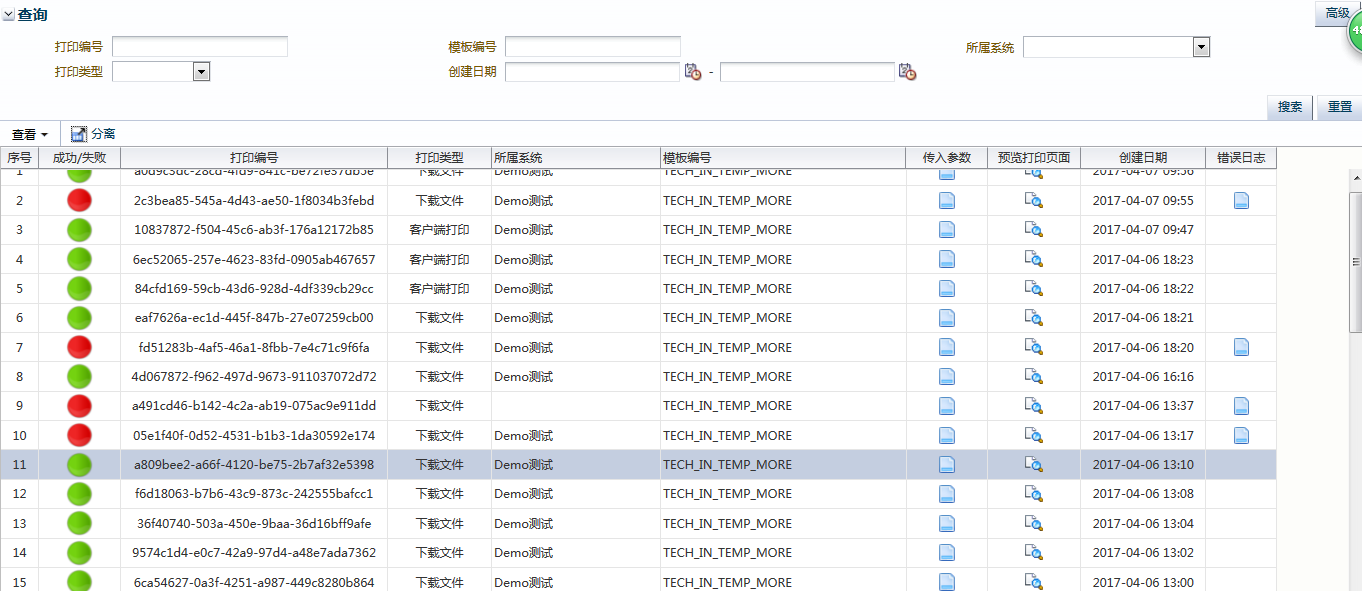 查询
高级
打印编号 模板编号 所属系统
打印类型 创建日期 -
搜索 重置
查看 分离
序号 成功/失败 打印编号 打印类型 所属系统 模板编号 传入参数 预览打印页面 创建日期 错误日志
1 a0d9c3dc-28cd-4fd9-841c-be72fe37db5e 下载文件 Demo测试 TECH_IN_TEMP_MORE 2017-04-07 09:56
2 2c3bea85-545a-4d43-ae50-1f8034b3febd 下载文件 Demo测试 TECH_IN_TEMP_MORE 2017-04-07 09:55
3 10837872-f504-45c6-ab3f-176a12172b85 客户端打印 Demo测试 TECH_IN_TEMP_MORE 2017-04-07 09:47
4 6ec52065-257e-4623-83fd-0905ab467657 客户端打印 Demo测试 TECH_IN_TEMP_MORE 2017-04-06 18:23
5 84cfd169-59cb-43d6-928d-4df339cb29cc 客户端打印 Demo测试 TECH_IN_TEMP_MORE 2017-04-06 18:22
6 eaf7626a-ec1d-445f-847b-27e07259cb00 下载文件 Demo测试 TECH_IN_TEMP_MORE 2017-04-06 18:21
7 fd51283b-4af5-46a1-8fbb-7e4c71c9f6fa 下载文件 Demo测试 TECH_IN_TEMP_MORE 2017-04-06 18:20
8 4d067872-f962-497d-9673-911037072d72 下载文件 Demo测试 TECH_IN_TEMP_MORE 2017-04-06 16:16
9 a491cd46-b142-4c2a-ab19-075ac9e911dd 下载文件 TECH_IN_TEMP_MORE 2017-04-06 13:37
10 05e1f40f-0d52-4531-b1b3-1da30592e174 下载文件 Demo测试 TECH_IN_TEMP_MORE 2017-04-06 13:17
11 a809bee2-a66f-4120-be75-2b7af32e5398 下载文件 Demo测试 TECH_IN_TEMP_MORE 2017-04-06 13:10
12 f6d18063-b7b6-43c9-873c-242555bafcc1 下载文件 Demo测试 TECH_IN_TEMP_MORE 2017-04-06 13:08
13 36f40740-503a-450e-9baa-36d16bff9afe 下载文件 Demo测试 TECH_IN_TEMP_MORE 2017-04-06 13:04
14 9574c1d4-e0c7-42a9-97d4-a48e7ada7362 下载文件 Demo测试 TECH_IN_TEMP_MORE 2017-04-06 13:02
15 6ca54627-0a3f-4251-a987-449c8280b864 下载文件 Demo测试 TECH_IN_TEMP_MORE 2017-04-06 13:00